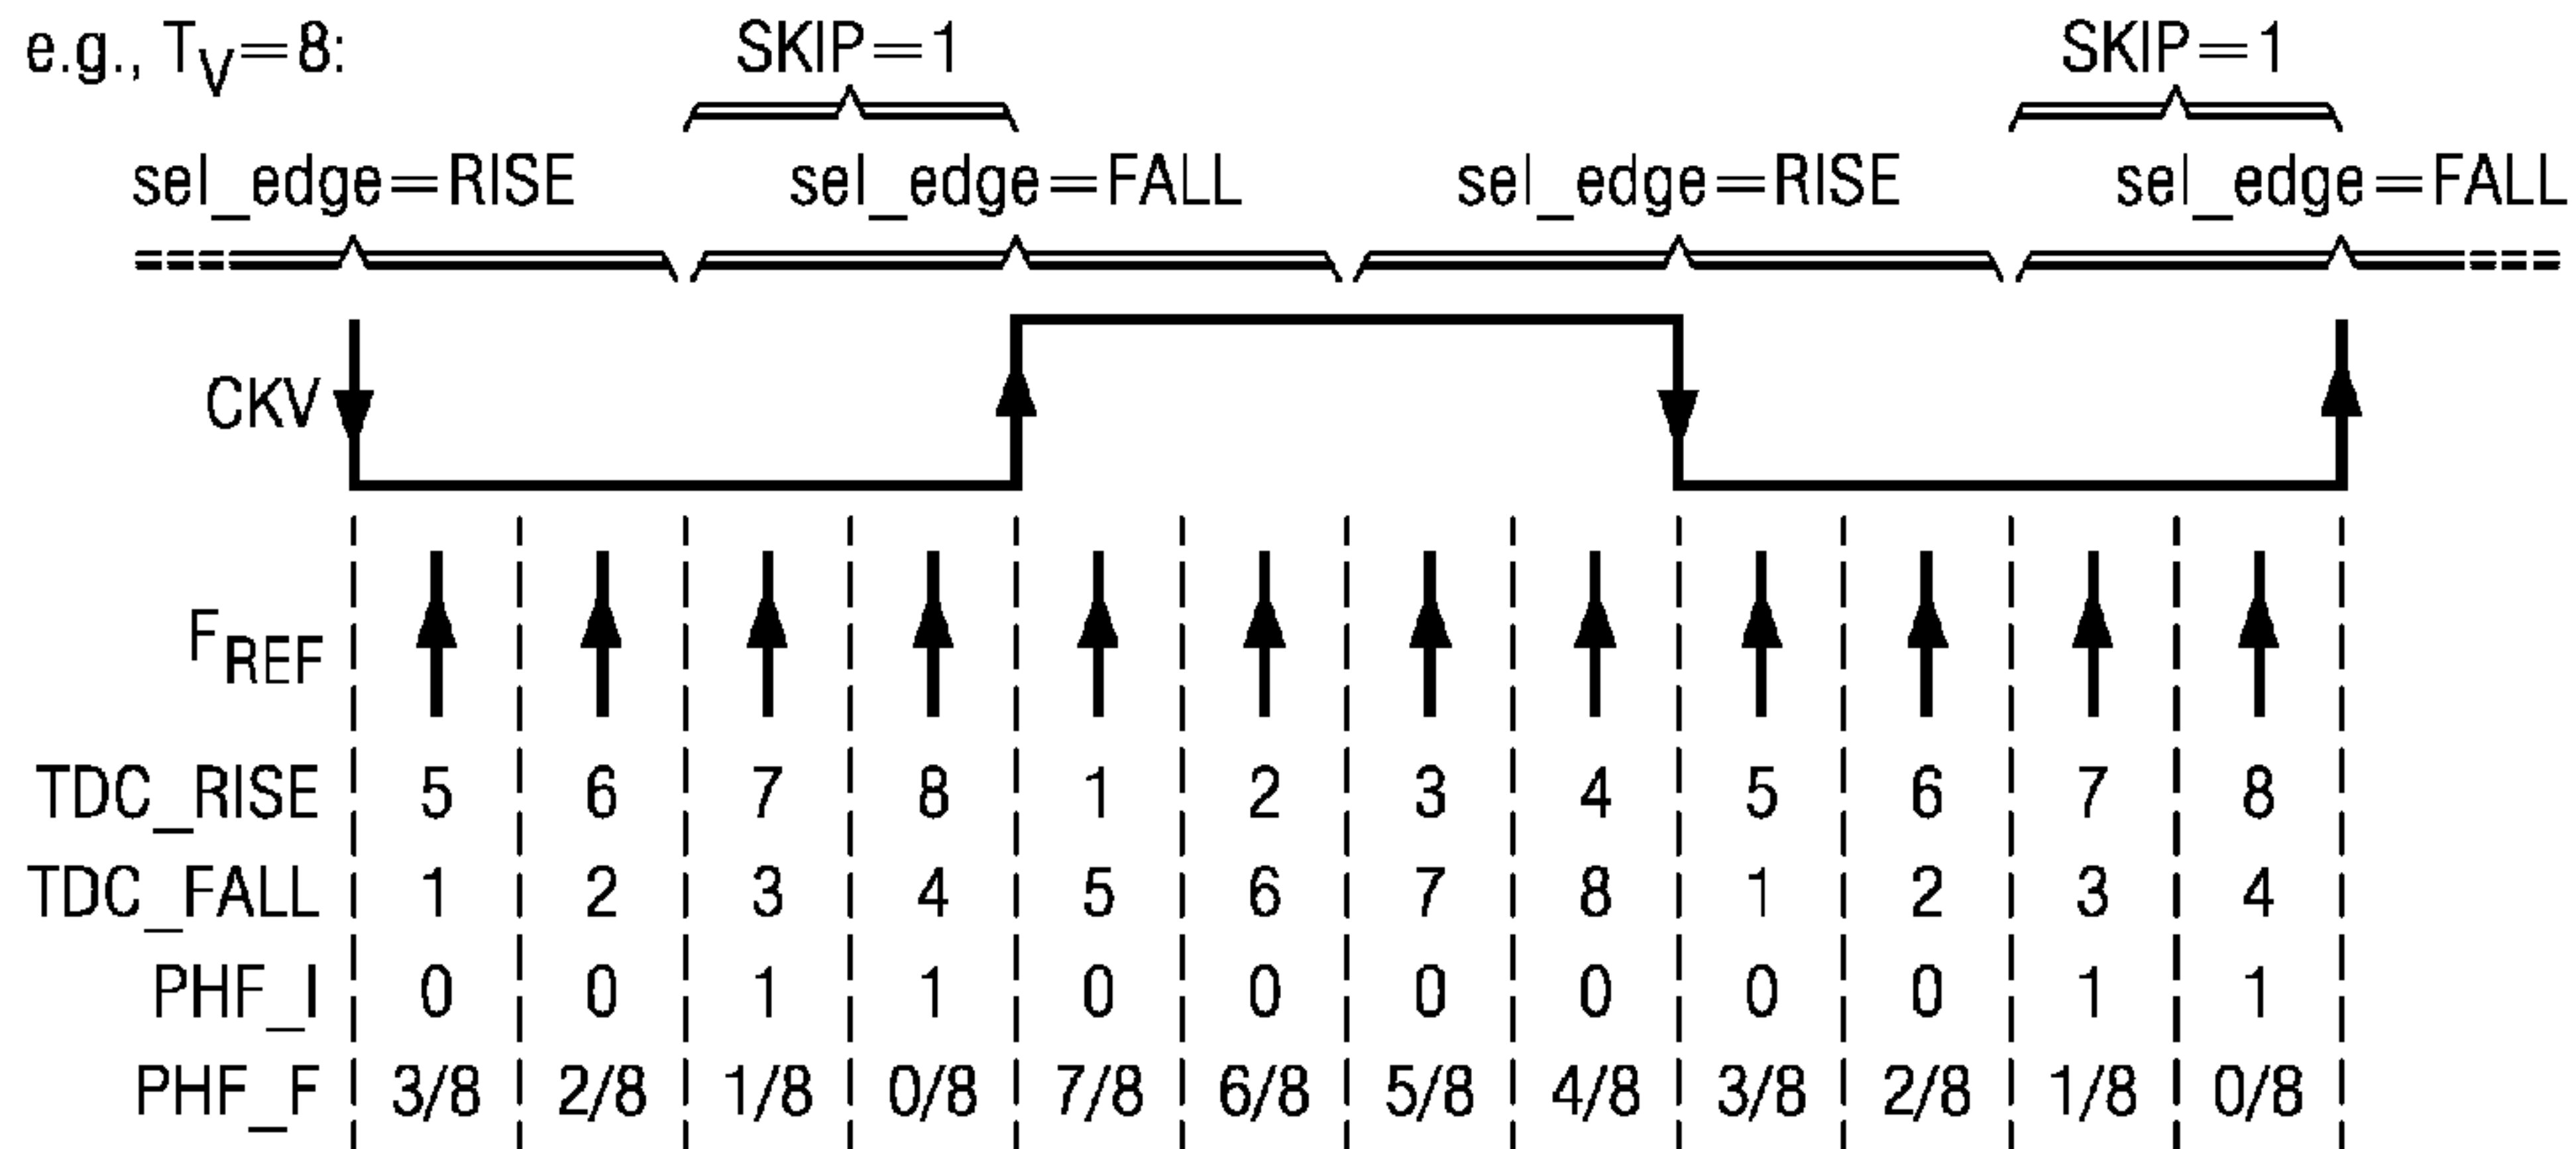 e.g., TV=8:
SKIP=1 SKIP=1
sel_edge=RISE sel_edge=FALL sel_edge=RISE sel_edge=FALL
CKV
FREF
TDC_RISE 5 6 7 8 1 2 3 4 5 6 7 8
TDC_FALL 1 2 3 4 5 6 7 8 1 2 3 4
PHF_I 0 0 1 1 0 0 0 0 0 0 1 1
PHF_F 3/8 2/8 1/8 0/8 7/8 6/8 5/8 4/8 3/8 2/8 1/8 0/8